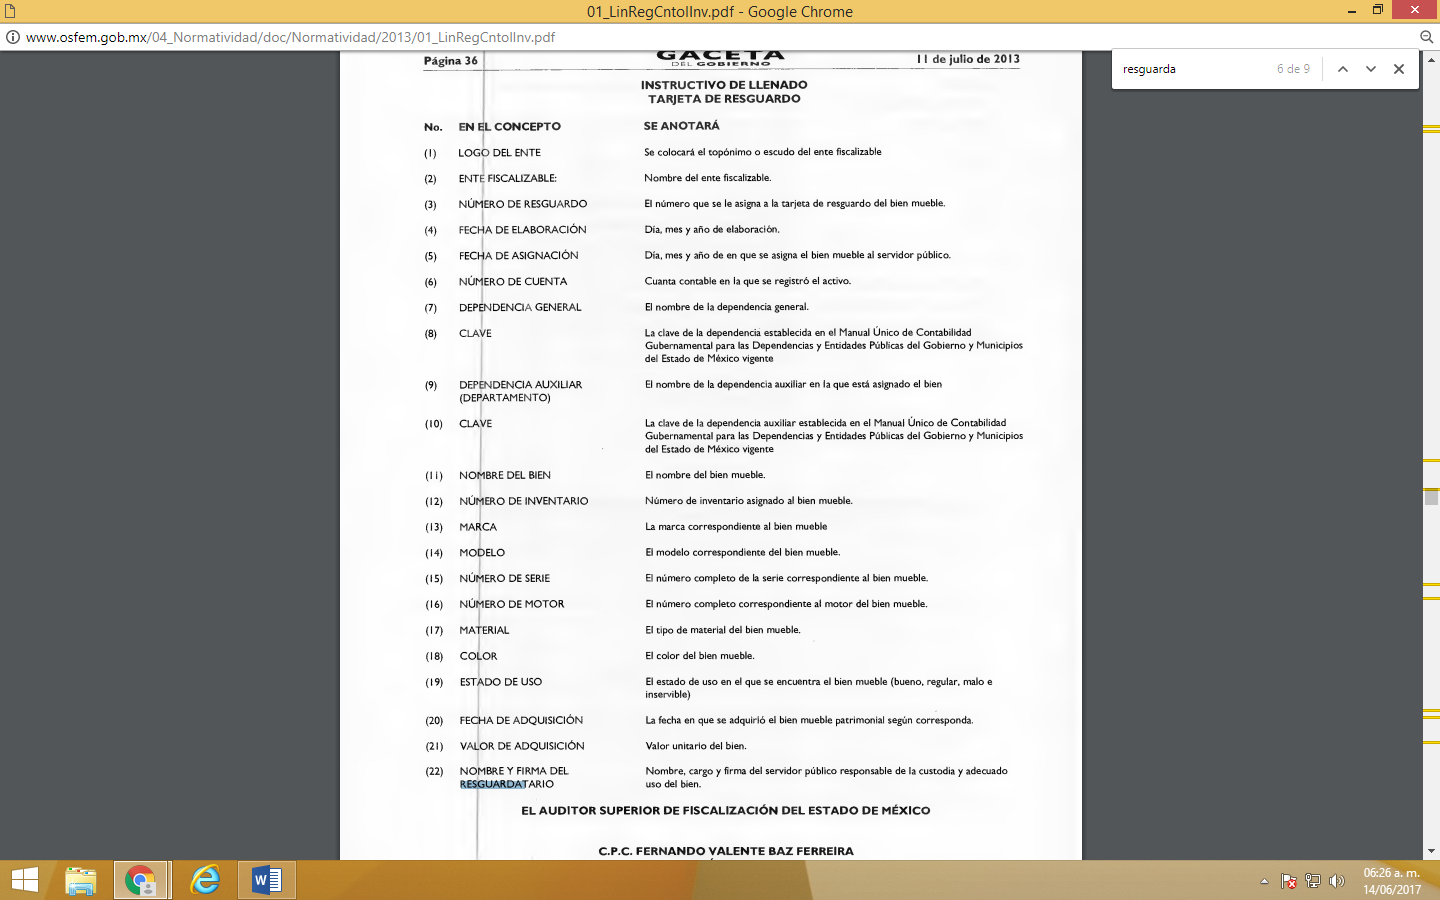 01_LinRegCntolInv.pdf - Google Chrome
www.osfem.gob.mx/04_Normatividad/doc/Normatividad/2013/01_LinRegCntolInv.pdf
resguarda 6 de 9
Página 36 GACETA DEL GOBIERNO 11 de julio de 2013
INSTRUCTIVO DE LLENADO
TARJETA DE RESGUARDO
No. EN EL CONCEPTO SE ANOTARÁ
(1) LOGO DEL ENTE Se colocará el topónimo o escudo del ente fiscalizable
(2) ENTE FISCALIZABLE: Nombre del ente fiscalizable.
(3) NÚMERO DE RESGUARDO El número que se le asigna a la tarjeta de resguardo del bien mueble.
(4) FECHA DE ELABORACIÓN Día, mes y año de elaboración.
(5) FECHA DE ASIGNACIÓN Día, mes y año de en que se asigna el bien mueble al servidor público.
(6) NÚMERO DE CUENTA Cuanta contable en la que se registró el activo.
(7) DEPENDENCIA GENERAL El nombre de la dependencia general.
(8) CLAVE La clave de la dependencia establecida en el Manual Único de Contabilidad
Gubernamental para las Dependencias y Entidades Públicas del Gobierno y Municipios
del Estado de México vigente
(9) DEPENDENCIA AUXILIAR El nombre de la dependencia auxiliar en la que está asignado el bien
(DEPARTAMENTO)
(10) CLAVE La clave de la dependencia auxiliar establecida en el Manual Único de Contabilidad
Gubernamental para las Dependencias y Entidades Públicas del Gobierno y Municipios
del Estado de México vigente
(11) NOMBRE DEL BIEN El nombre del bien mueble.
(12) NÚMERO DE INVENTARIO Número de inventario asignado al bien mueble.
(13) MARCA La marca correspondiente al bien mueble
(14) MODELO El modelo correspondiente del bien mueble.
(15) NÚMERO DE SERIE El número completo de la serie correspondiente al bien mueble.
(16) NÚMERO DE MOTOR El número completo correspondiente al motor del bien mueble.
(17) MATERIAL El tipo de material del bien mueble.
(18) COLOR El color del bien mueble.
(19) ESTADO DE USO El estado de uso en el que se encuentra el bien mueble (bueno, regular, malo e
inservible)
(20) FECHA DE ADQUISICIÓN La fecha en que se adquirió el bien mueble patrimonial según corresponda.
(21) VALOR DE ADQUISICIÓN Valor unitario del bien.
(22) NOMBRE Y FIRMA DEL Nombre, cargo y firma del servidor público responsable de la custodia y adecuado
RESGUARDATARIO uso del bien.
EL AUDITOR SUPERIOR DE FISCALIZACIÓN DEL ESTADO DE MÉXICO
C.P.C. FERNANDO VALENTE BAZ FERREIRA
06:26 a. m.
14/06/2017